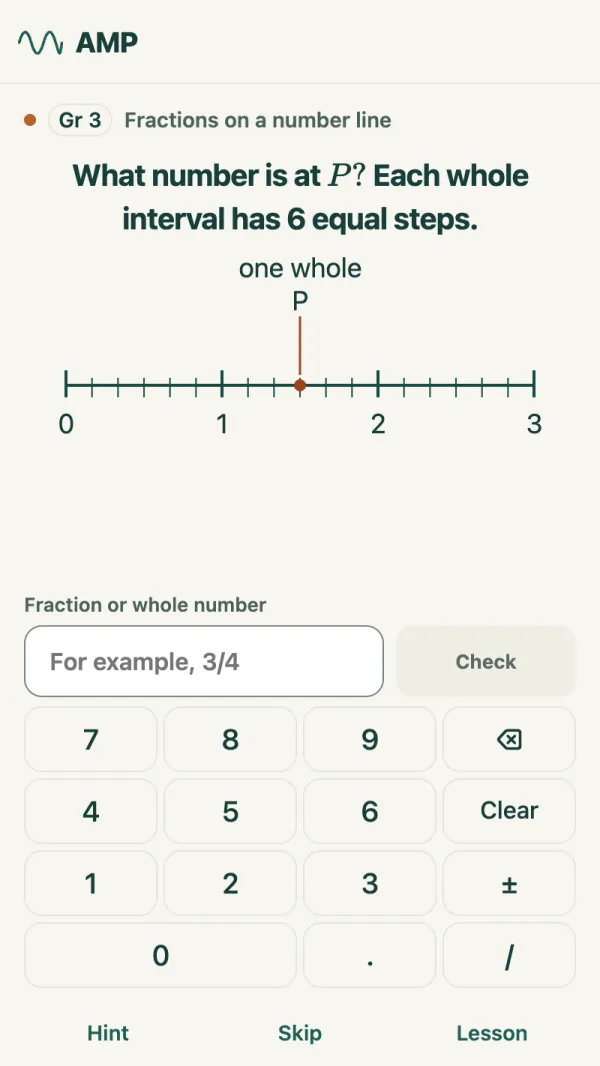 AMP
Gr 3 Fractions on a number line
What number is at P? Each whole
interval has 6 equal steps.
one whole
P
0 1 2 3
Fraction or whole number
For example, 3/4 Check
7 8 9
4 5 6 Clear
1 2 3 ±
0 . /
Hint Skip Lesson